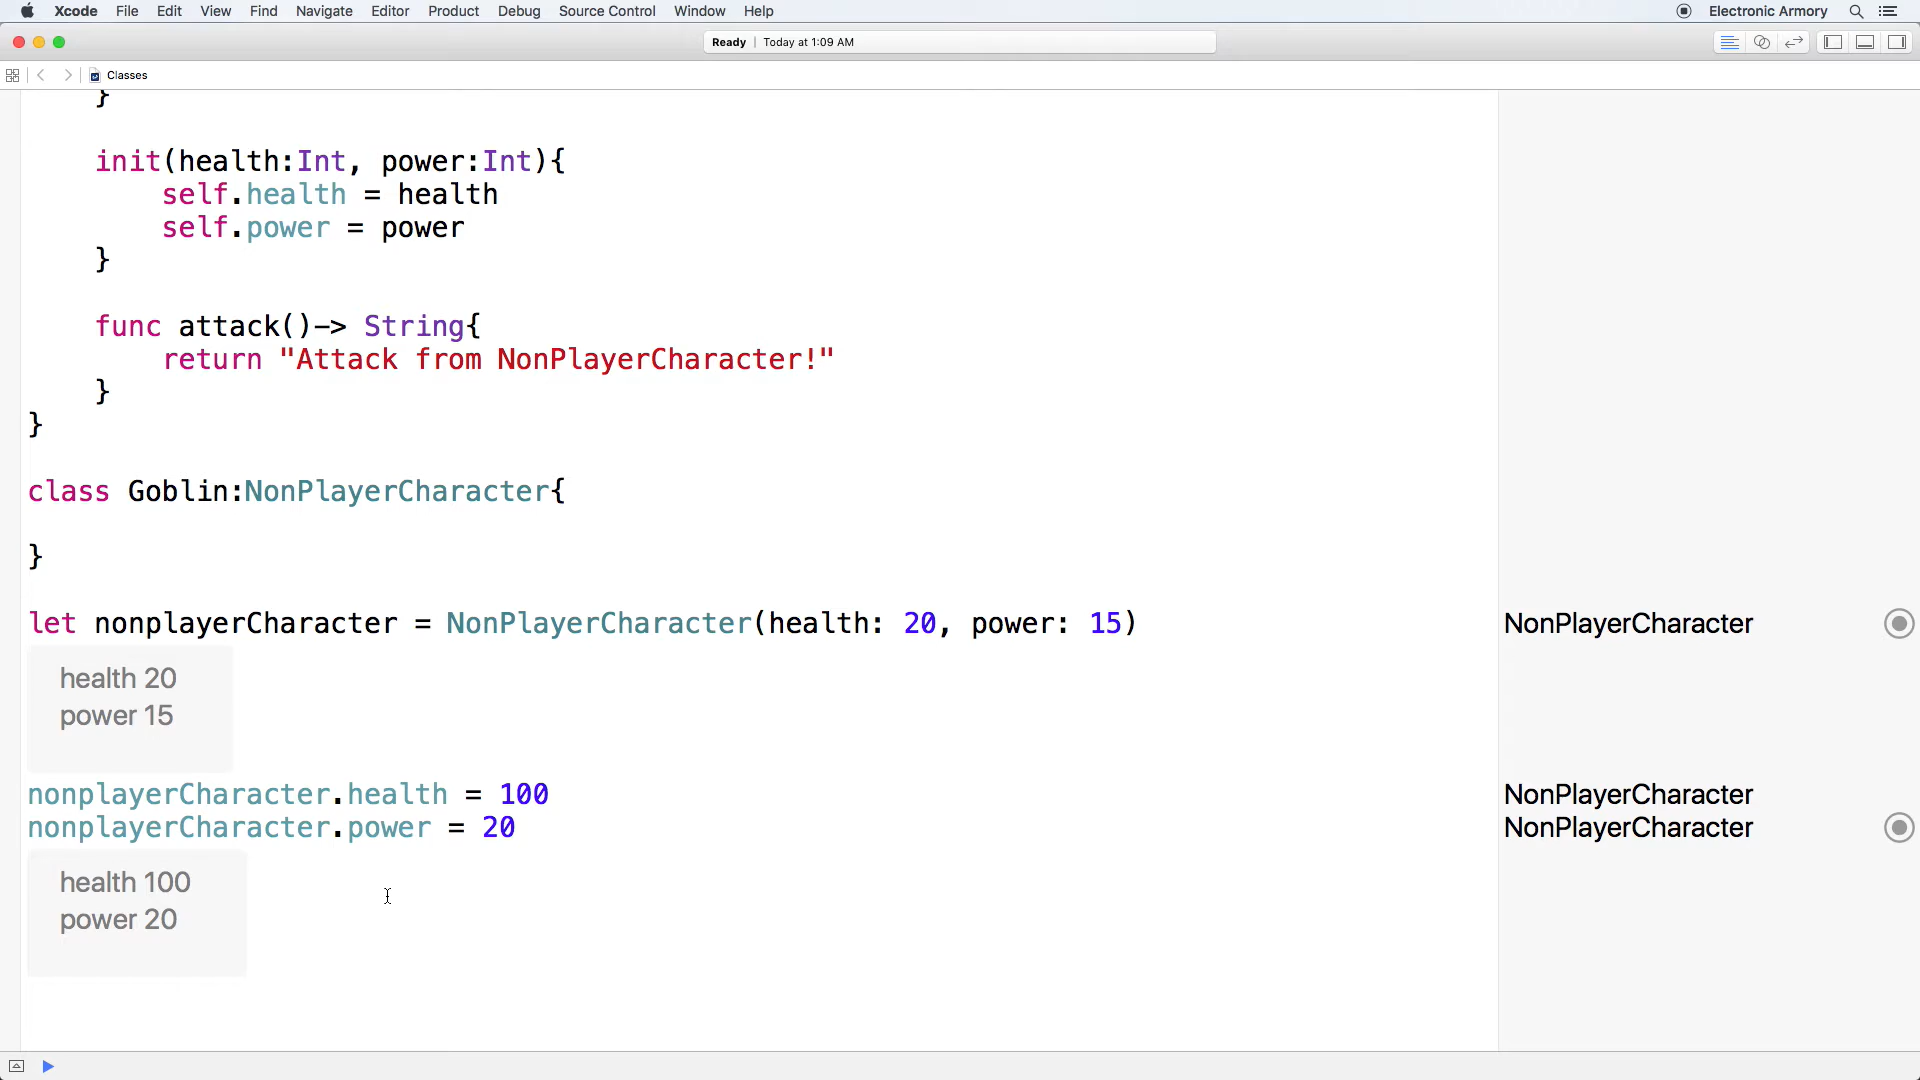 Xcode File Edit View Find Navigate Editor Product Debug Source Control Window Help Electronic Armory
Ready | Today at 1:09 AM
Classes
}
init(health:Int, power:Int){
self.health = health
self.power = power
}
func attack()-> String{
return "Attack from NonPlayerCharacter!"
}
}
class Goblin:NonPlayerCharacter{
}
let nonplayerCharacter = NonPlayerCharacter(health: 20, power: 15) NonPlayerCharacter
health 20
power 15
nonplayerCharacter.health = 100 NonPlayerCharacter
nonplayerCharacter.power = 20 NonPlayerCharacter
health 100
power 20